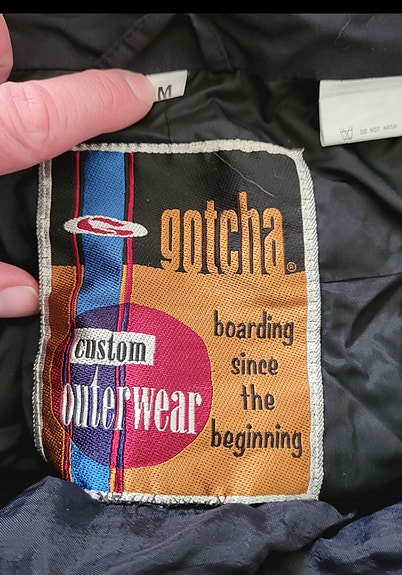 M
DO NOT WASH
gotcha®
custom
outerwear
boarding
since
the
beginning